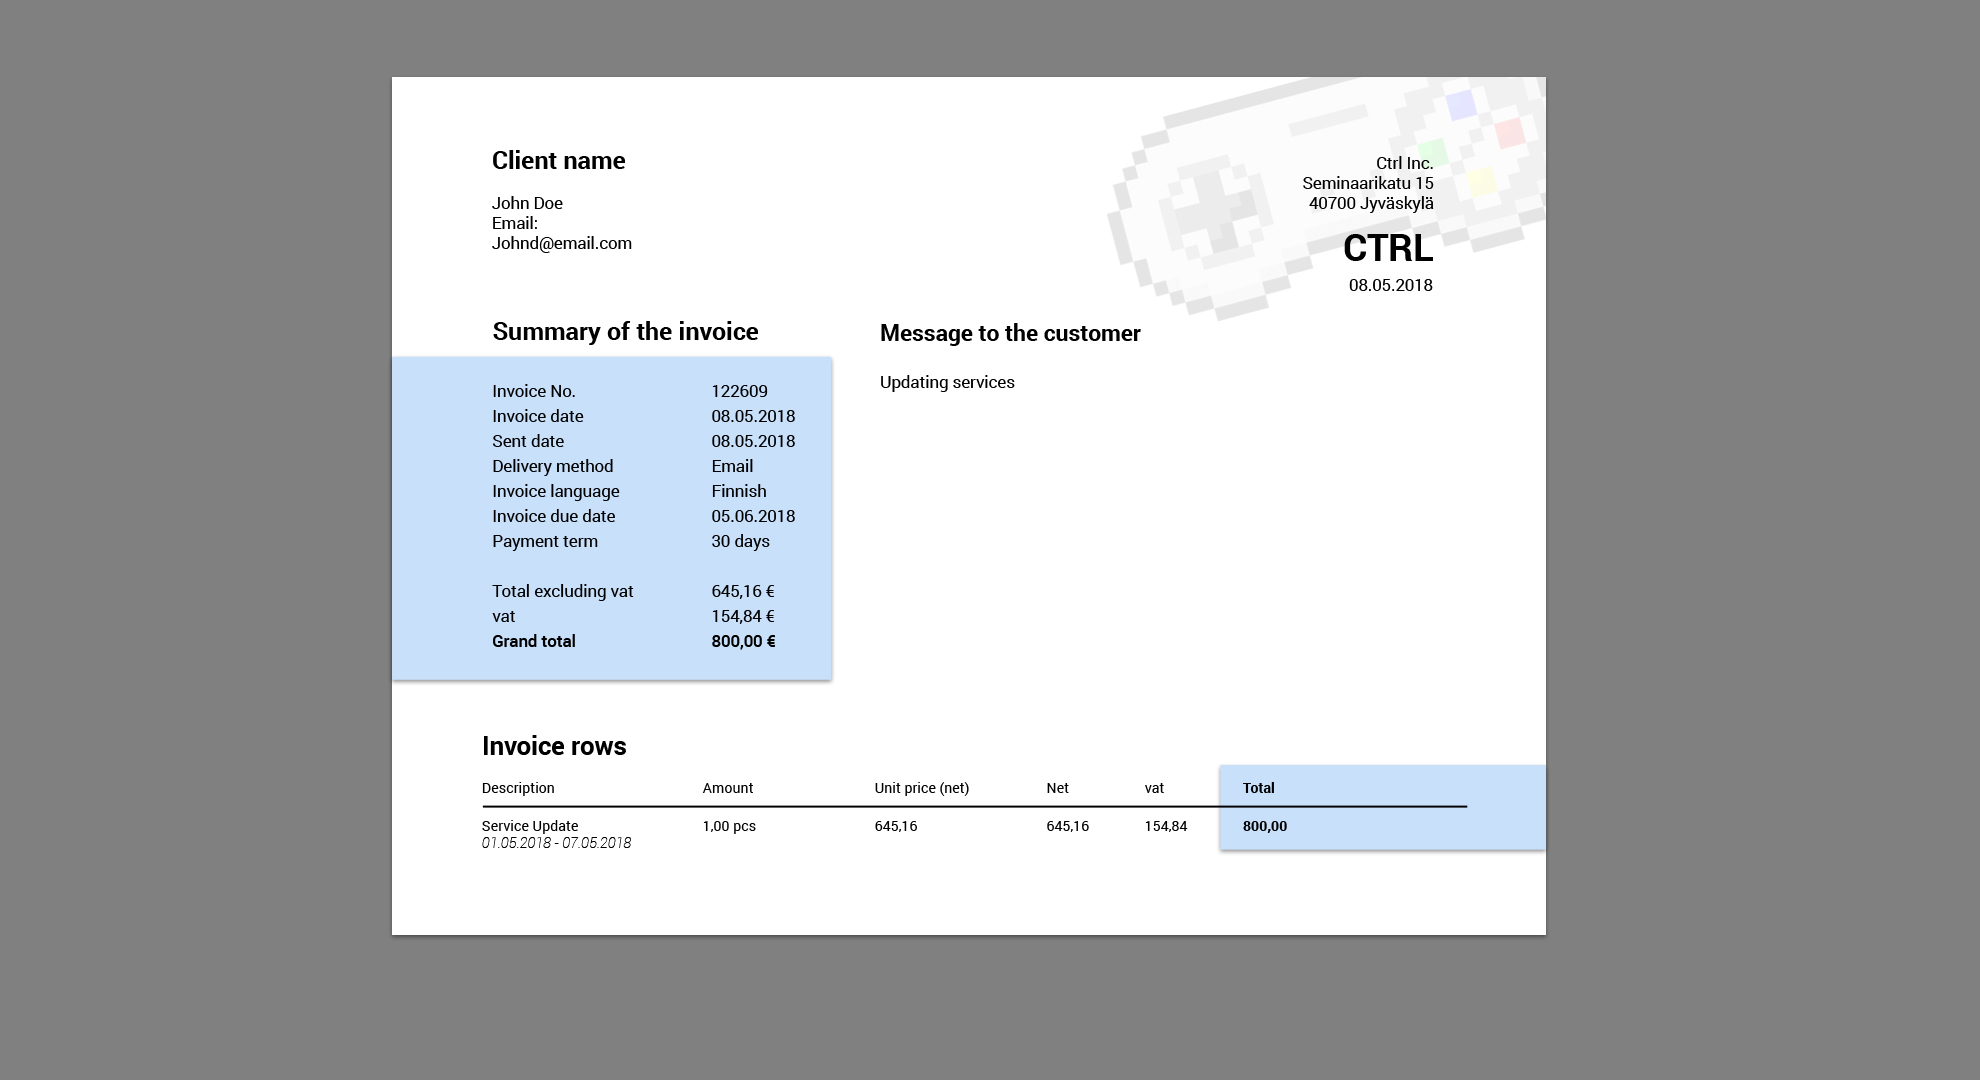 Client name
John Doe
Email:
Johnd@email.com
Ctrl Inc.
Seminaarikatu 15
40700 Jyväskylä
CTRL
08.05.2018
Summary of the invoice
Invoice No. 122609
Invoice date 08.05.2018
Sent date 08.05.2018
Delivery method Email
Invoice language Finnish
Invoice due date 05.06.2018
Payment term 30 days
Total excluding vat 645,16 €
vat 154,84 €
Grand total 800,00 €
Message to the customer
Updating services
Invoice rows
Description Amount Unit price (net) Net vat Total
Service Update 1,00 pcs 645,16 645,16 154,84 800,00
01.05.2018 - 07.05.2018